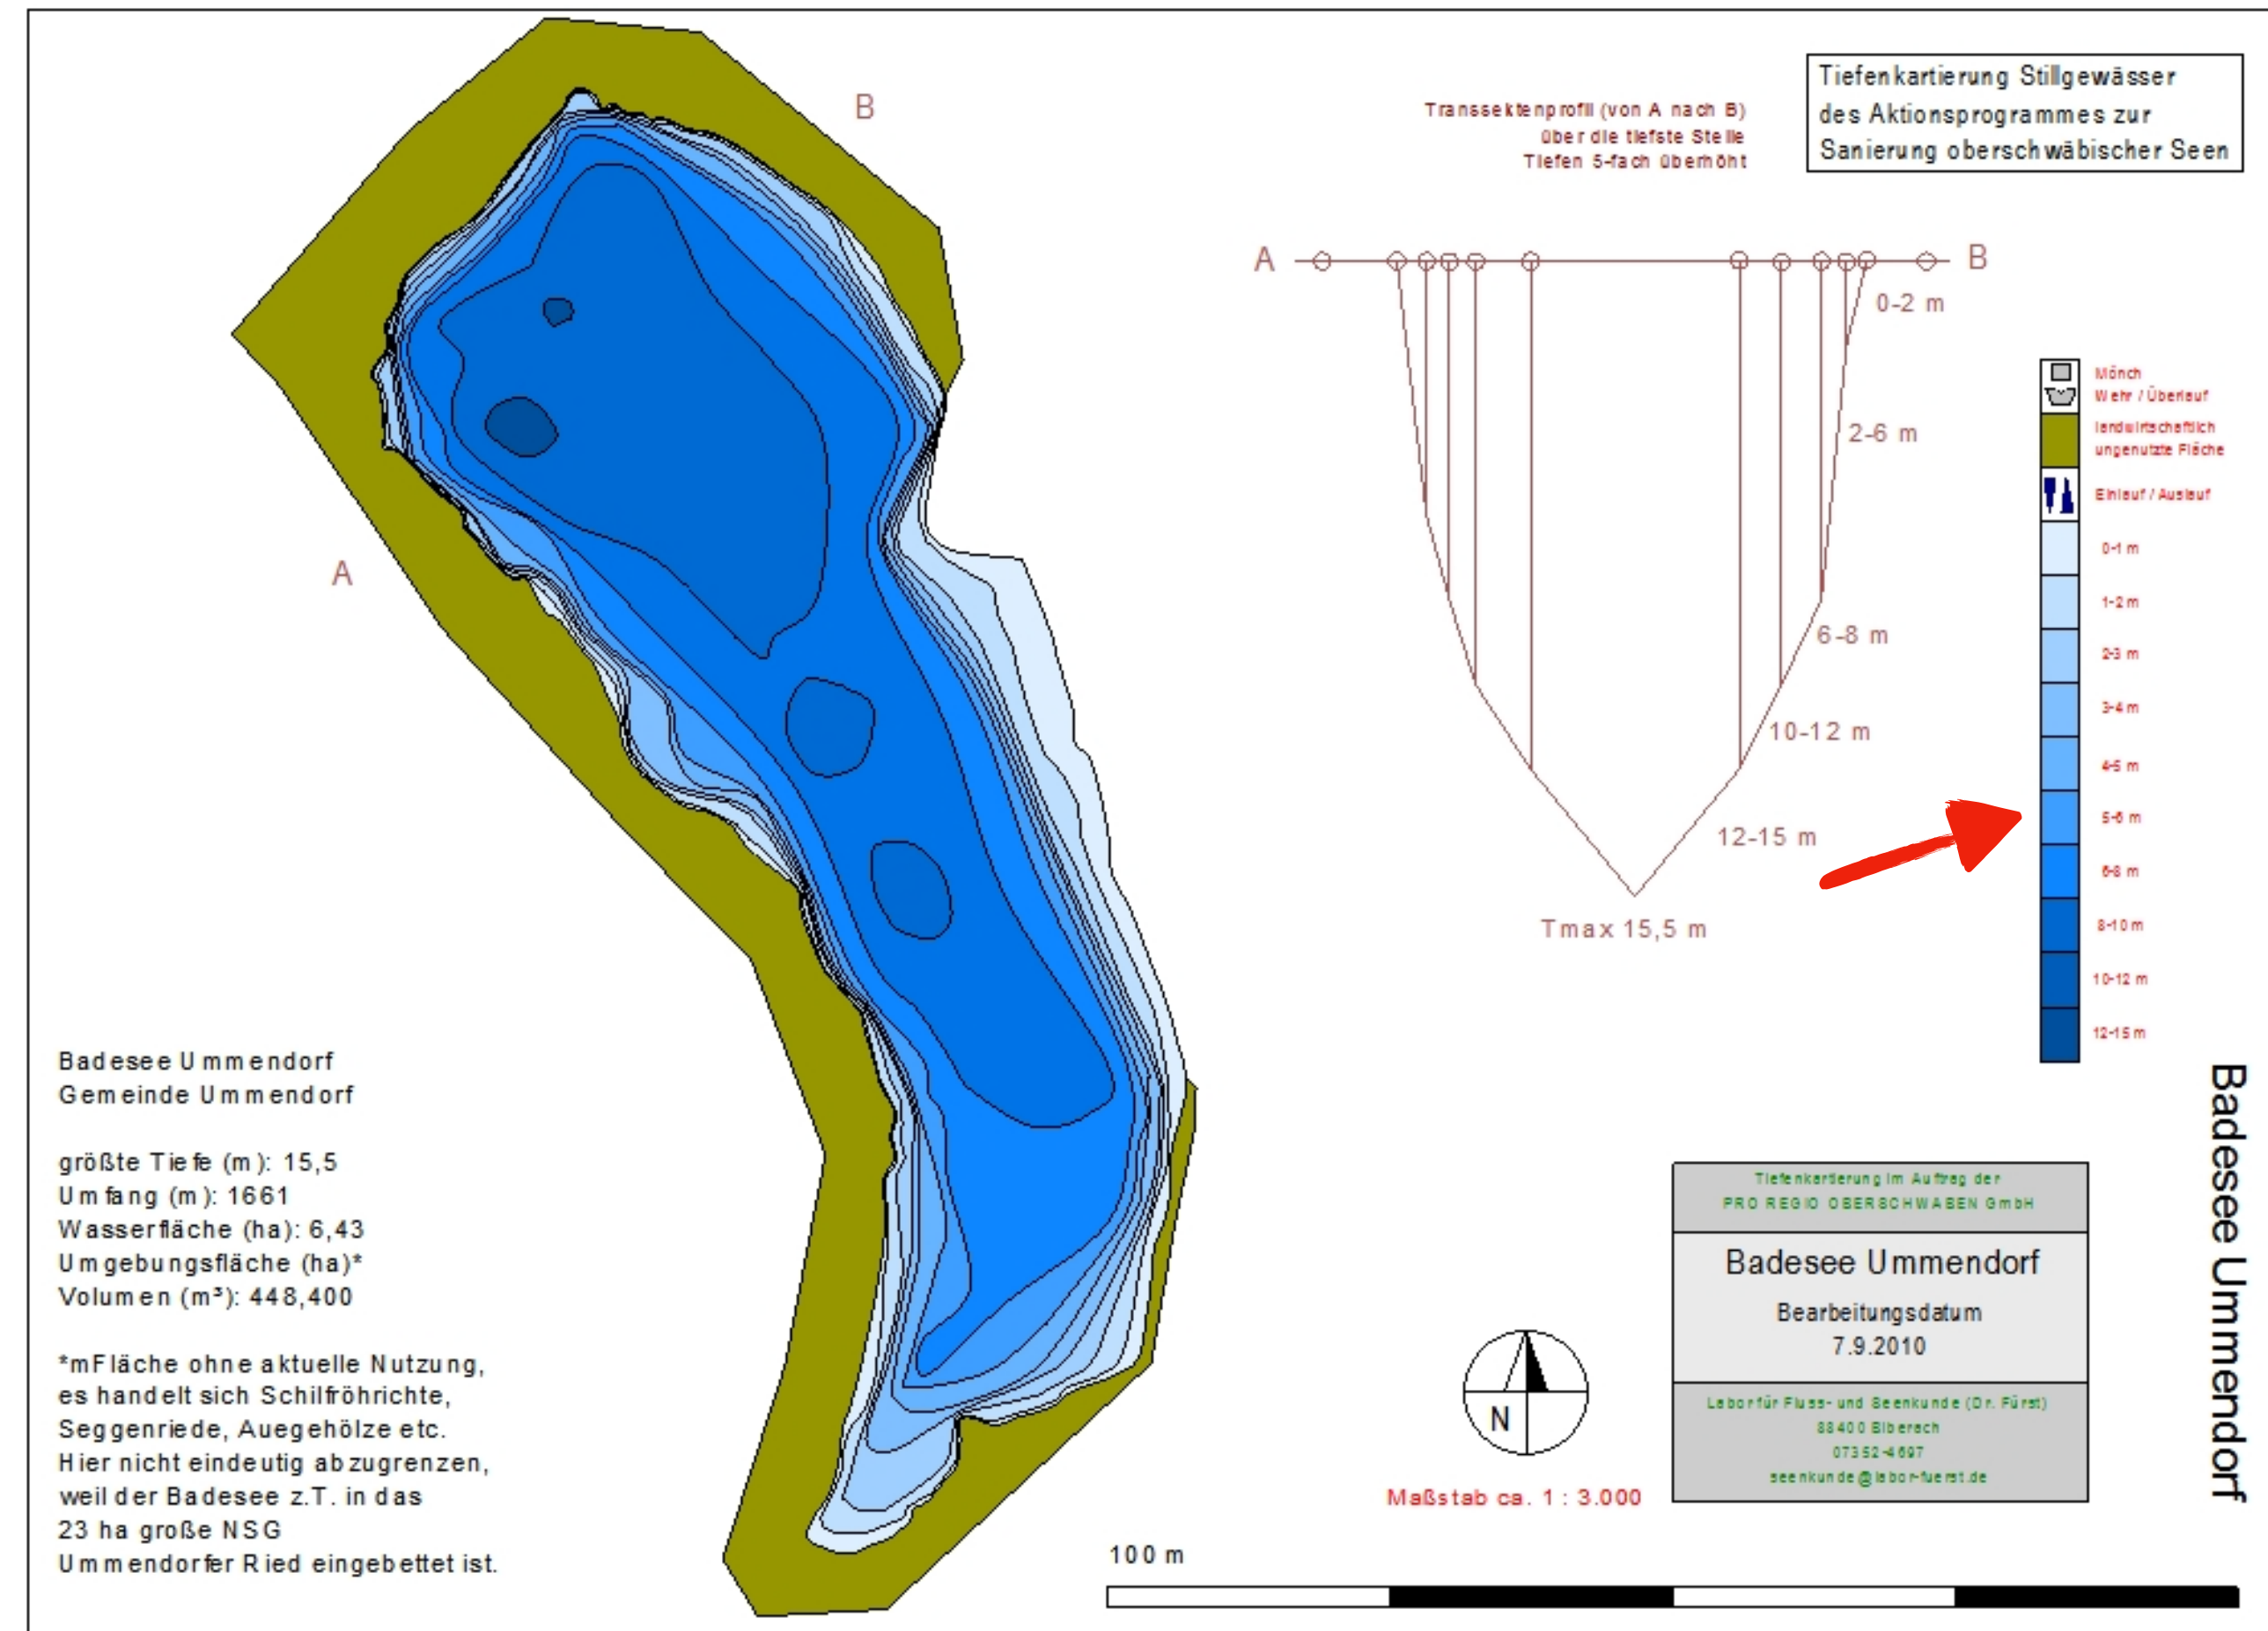 B
A
Transsektenprofil (von A nach B)
über die tiefste Stelle
Tiefen 5-fach überhöht
Tiefenkartierung Stillgewässer
des Aktionsprogrammes zur
Sanierung oberschwäbischer Seen
A
B
0-2 m
2-6 m
6-8 m
10-12 m
12-15 m
Tmax 15,5 m
Mönch
Wehr / Überlauf
landwirtschaftlich
ungenutzte Fläche
Einlauf / Auslauf
0-1 m
1-2 m
2-3 m
3-4 m
4-5 m
5-6 m
6-8 m
8-10 m
10-12 m
12-15 m
Badesee Ummendorf
Gemeinde Ummendorf
größte Tiefe (m): 15,5
Umfang (m): 1661
Wasserfläche (ha): 6,43
Umgebungsfläche (ha)*
Volumen (m³): 448,400
*mFläche ohne aktuelle Nutzung,
es handelt sich Schilfröhrichte,
Seggenriede, Auegehölze etc.
Hier nicht eindeutig abzugrenzen,
weil der Badesee z.T. in das
23 ha große NSG
Ummendorfer Ried eingebettet ist.
N
Maßstab ca. 1 : 3.000
100 m
Tiefenkartierung im Auftrag der
PRO REGIO OBERSCHWABEN GmbH
Badesee Ummendorf
Bearbeitungsdatum
7.9.2010
Labor für Fluss- und Seenkunde (Dr. Fürst)
88400 Biberach
07352-4697
seenkunde@labor-fuerst.de
Badesee Ummendorf